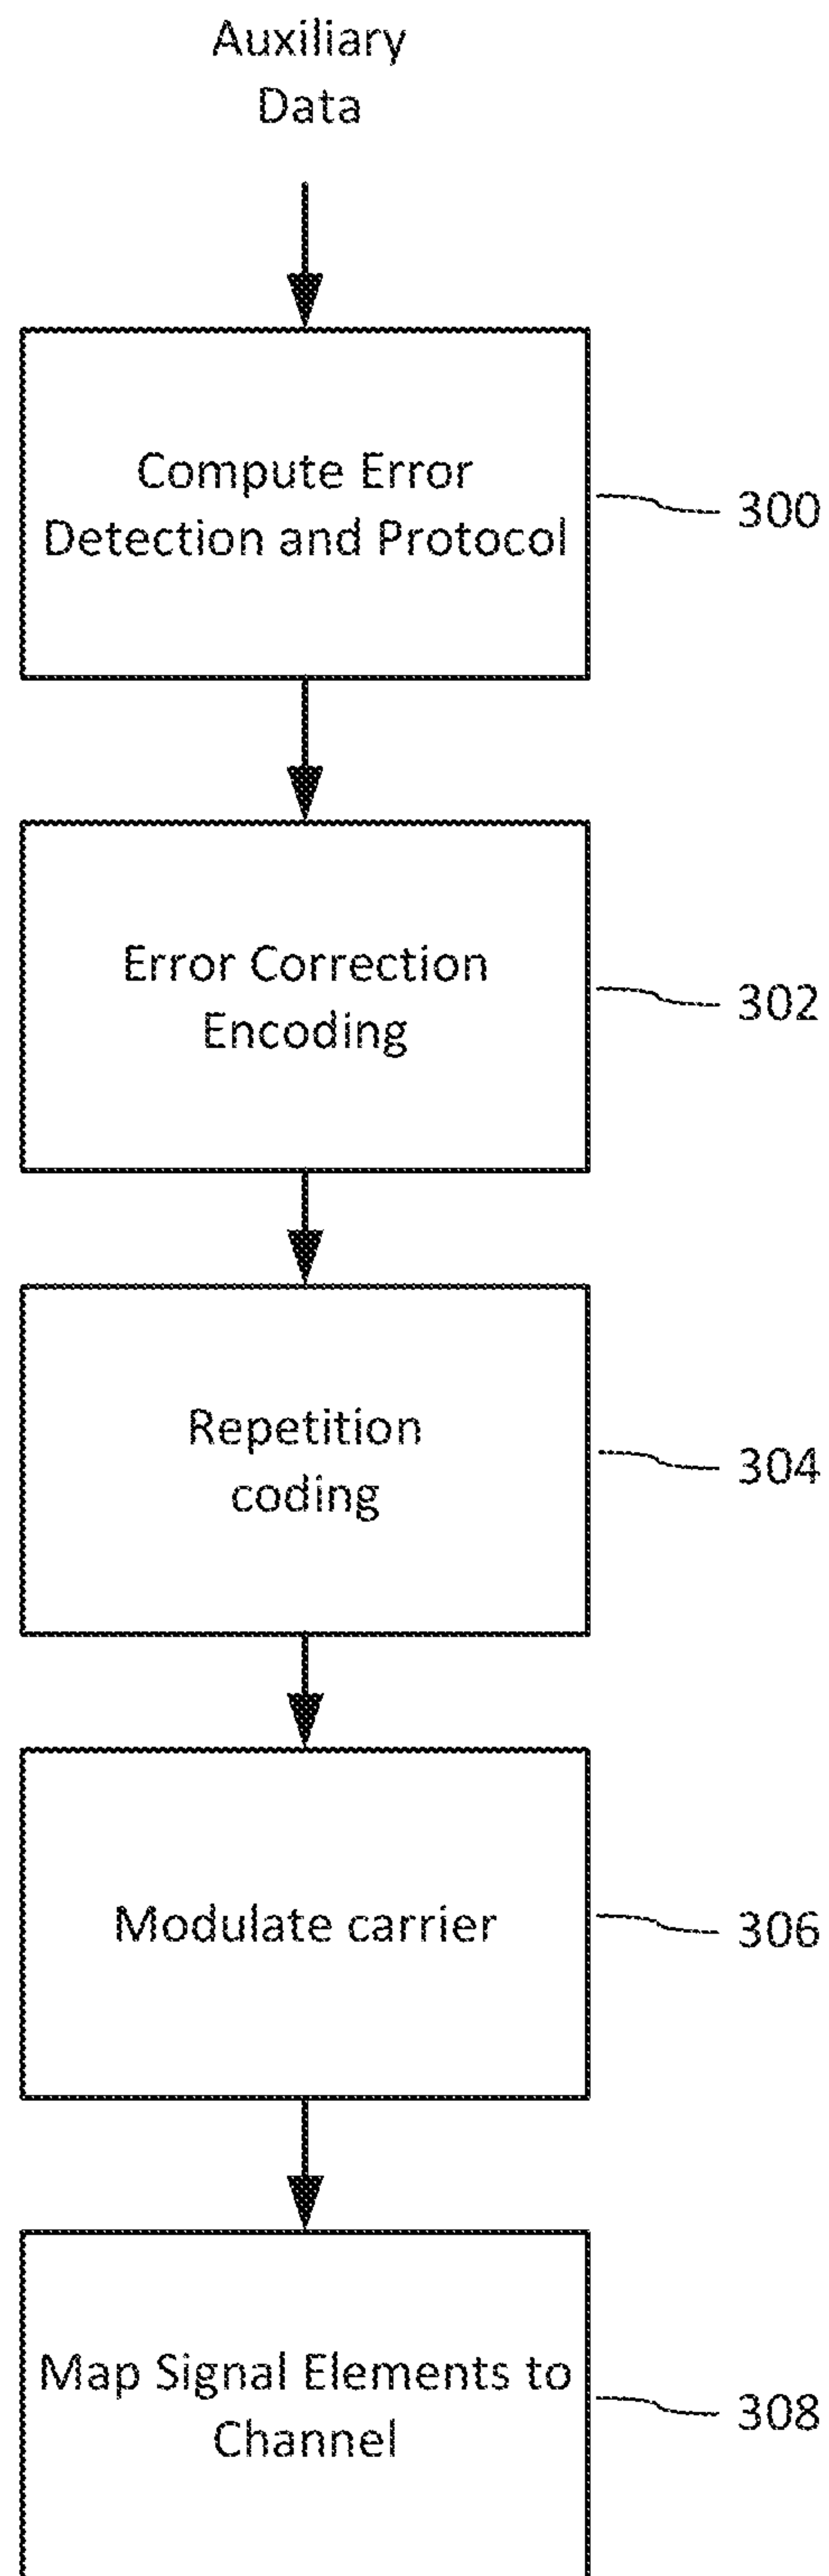 Auxiliary
Data
Compute Error
Detection and Protocol
300
Error Correction
Encoding
302
Repetition
coding
304
Modulate carrier
306
Map Signal Elements to
Channel
308